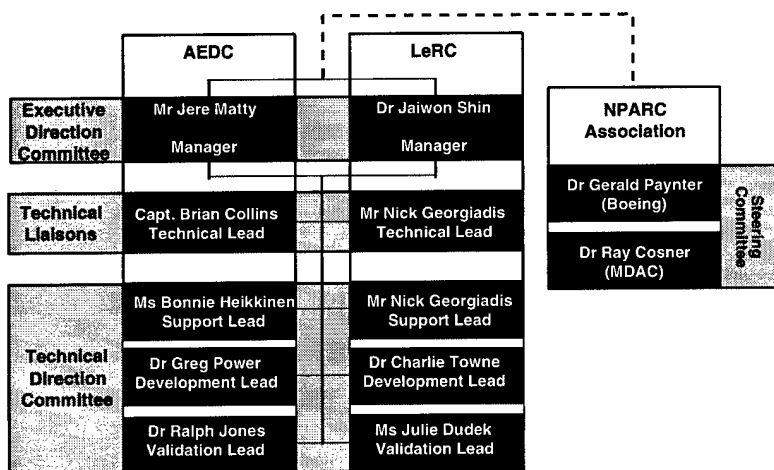 AEDC
LeRC
Executive
Direction
Committee
Mr Jere Matty
Manager
Dr Jaiwon Shin
Manager
NPARC
Association
Dr Gerald Paynter
(Boeing)
Dr Ray Cosner
(MDAC)
Steering
Committee
Technical
Liaisons
Capt. Brian Collins
Technical Lead
Mr Nick Georgiadis
Technical Lead
Technical
Direction
Committee
Ms Bonnie Heikkinen
Support Lead
Mr Nick Georgiadis
Support Lead
Dr Greg Power
Development Lead
Dr Charlie Towne
Development Lead
Dr Ralph Jones
Validation Lead
Ms Julie Dudek
Validation Lead